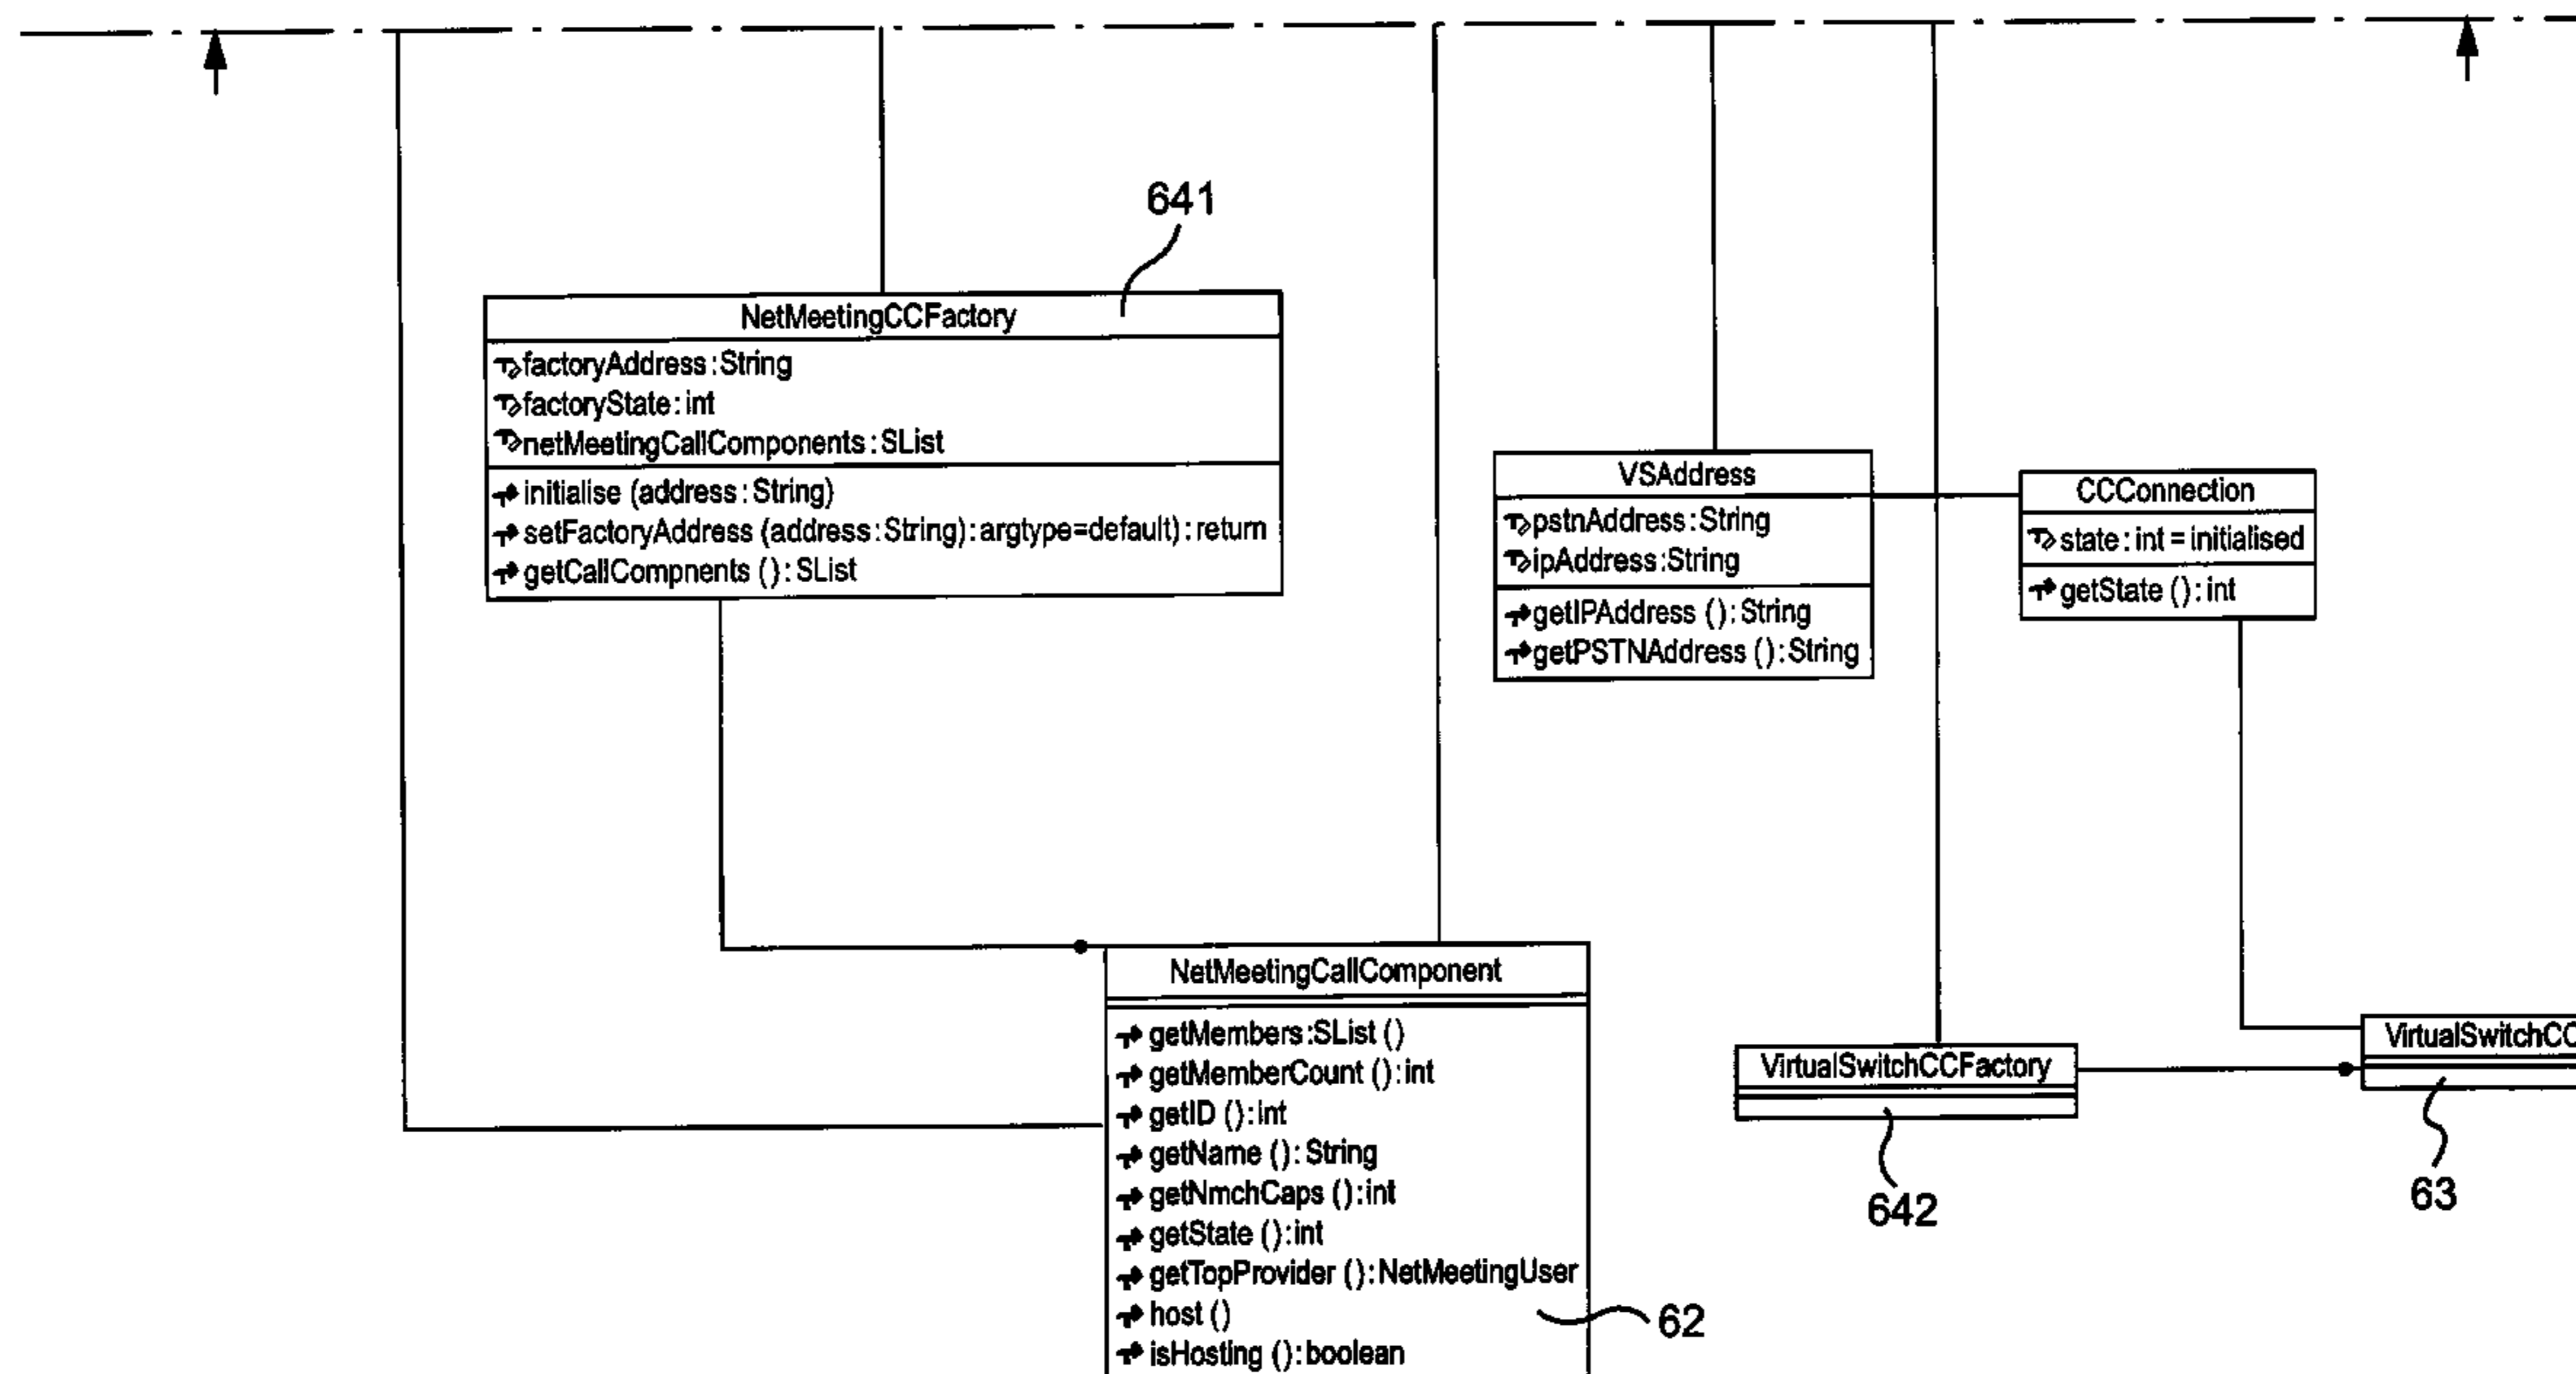 641
NetMeetingCCFactory
factoryAddress:String
factoryState:int
netMeetingCallComponents:SList
initialise (address:String)
setFactoryAddress (address:String):argtype=default):return
getCallCompnents ():SList
VSAddress
pstnAddress:String
ipAddress:String
getIPAddress ():String
getPSTNAddress ():String
CCConnection
state:int = initialised
getState ():int
NetMeetingCallComponent
getMembers:SList ()
getMemberCount ():int
getID ():int
getName ():String
getNmchCaps ():int
getState ():int
getTopProvider ():NetMeetingUser
host ()
isHosting ():boolean
62
VirtualSwitchCCFactory
642
VirtualSwitchCC
63